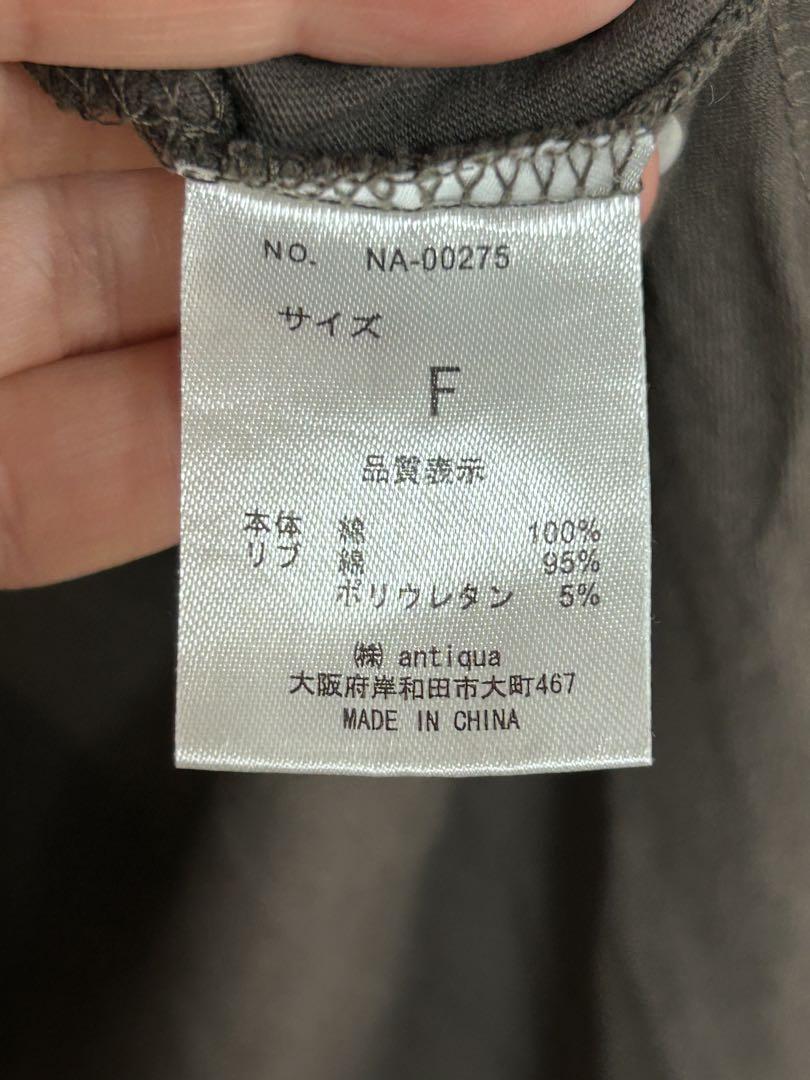 NO. NA-00275
サイズ
F
品質表示
本体 綿 100%
リブ 綿 95%
ポリウレタン 5%
㈱ antiqua
大阪府岸和田市大町467
MADE IN CHINA